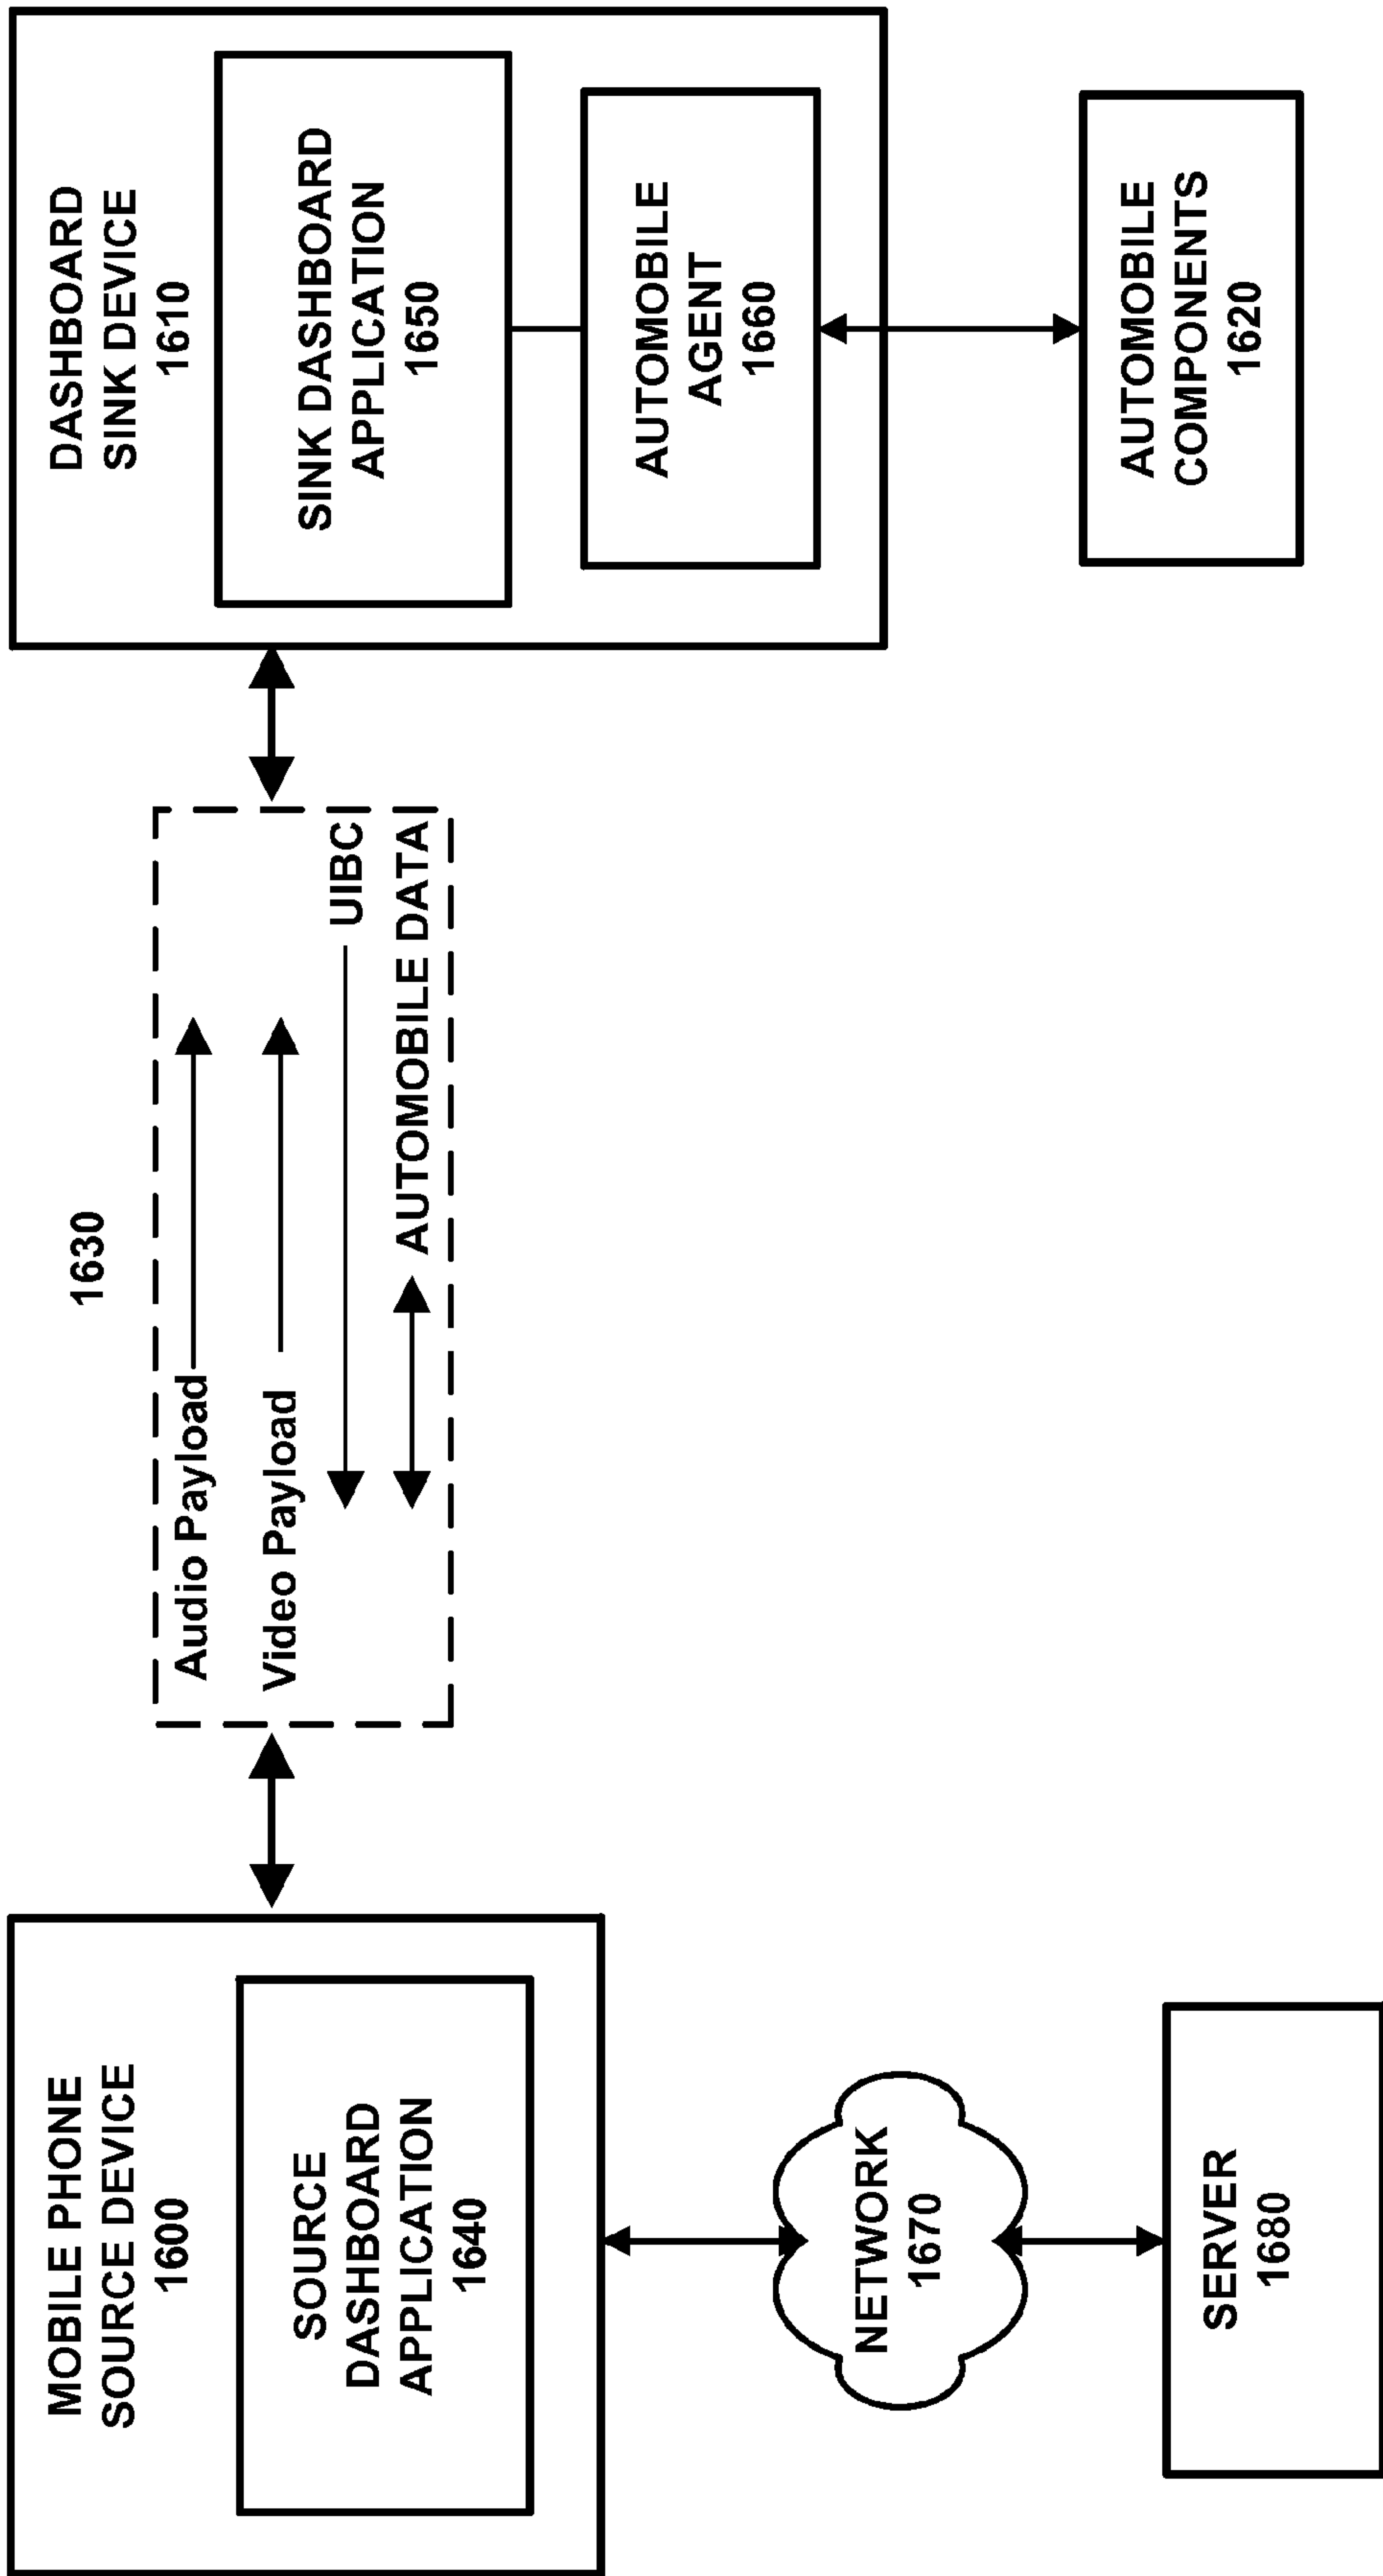 MOBILE PHONE
SOURCE DEVICE
1600
SOURCE
DASHBOARD
APPLICATION
1640
NETWORK
1670
SERVER
1680
1630
Audio Payload
Video Payload
UIBC
AUTOMOBILE DATA
DASHBOARD
SINK DEVICE
1610
SINK DASHBOARD
APPLICATION
1650
AUTOMOBILE
AGENT
1660
AUTOMOBILE
COMPONENTS
1620